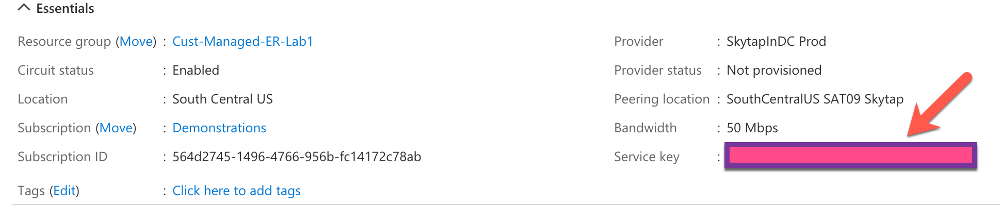 Essentials
Resource group (Move) : Cust-Managed-ER-Lab1
Circuit status : Enabled
Location : South Central US
Subscription (Move) : Demonstrations
Subscription ID : 564d2745-1496-4766-956b-fc14172c78ab
Tags (Edit) : Click here to add tags
Provider : SkytapInDC Prod
Provider status : Not provisioned
Peering location : SouthCentralUS SAT09 Skytap
Bandwidth : 50 Mbps
Service key :